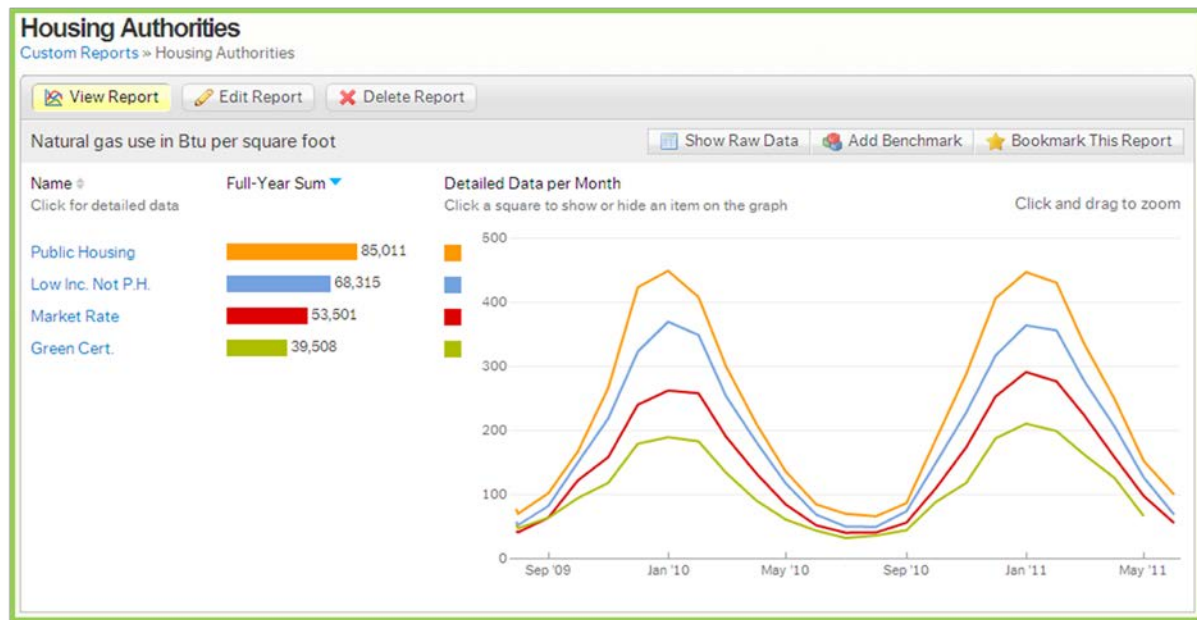 Housing Authorities
Custom Reports » Housing Authorities
View Report
Edit Report
Delete Report
Natural gas use in Btu per square foot
Show Raw Data
Add Benchmark
Bookmark This Report
Name
Full-Year Sum
Detailed Data per Month
Click for detailed data
Click a square to show or hide an item on the graph
Click and drag to zoom
Public Housing
85,011
Low Inc. Not P.H.
68,315
Market Rate
53,501
Green Cert.
39,508
500
400
300
200
100
0
Sep '09
Jan '10
May '10
Sep '10
Jan '11
May '11